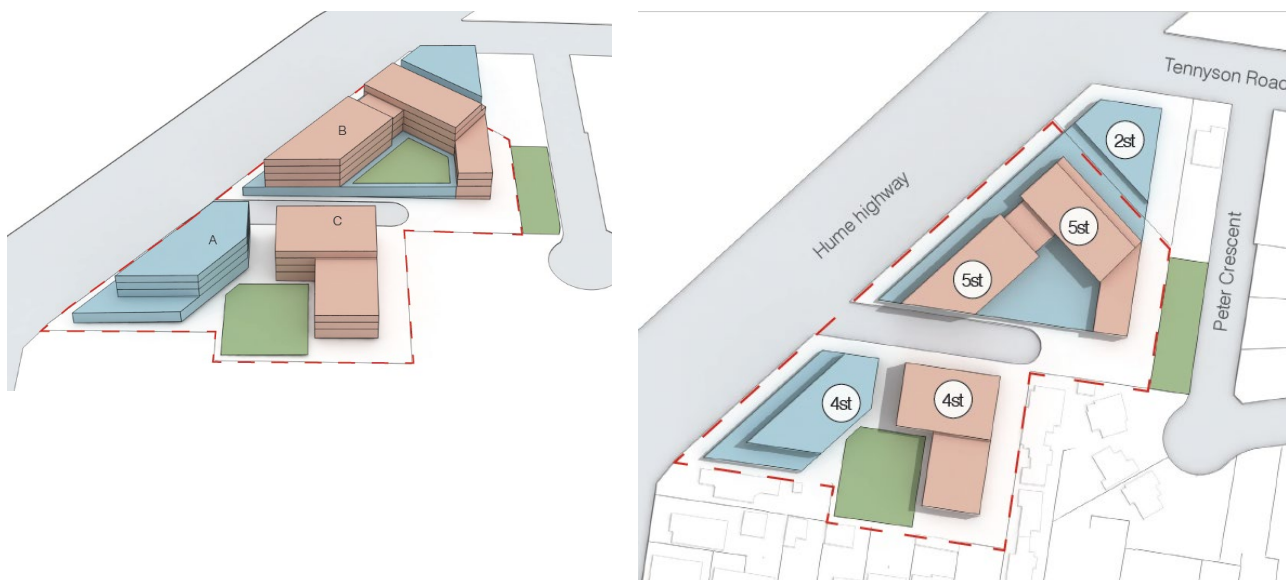 B
A
C
Tennyson Road
2st
Hume highway
5st
5st
Peter Crescent
4st
4st